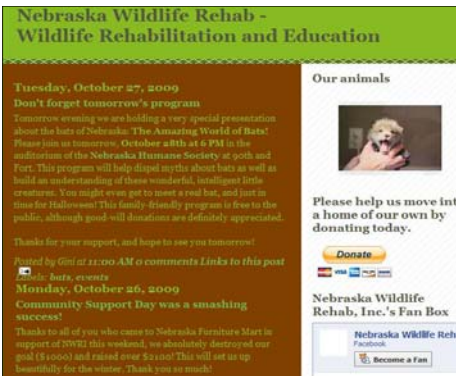 Nebraska Wildlife Rehab -
Wildlife Rehabilitation and Education
Tuesday, October 27, 2009
Don't forget tomorrow's program
Tomorrow evening we are holding a very special presentation
about the bats of Nebraska: The Amazing World of Bats!
Please join us tomorrow, October 28th at 6 PM in the
auditorium of the Nebraska Humane Society at 90th and
Fort. This program will help dispel myths about bats as well as
build an understanding of these wonderful, intelligent little
creatures. You might even get to meet a real bat, and just in
time for Halloween! This family-friendly program is free to the
public, although good-will donations are definitely appreciated.
Thanks for your support, and hope to see you tomorrow!
Posted by Gini at 11:00 AM 0 comments Links to this post
Labels: bats, events
Monday, October 26, 2009
Community Support Day was a smashing
success!
Thanks to all of you who came to Nebraska Furniture Mart in
support of NWRI this weekend, we absolutely destroyed our
goal ($1000) and raised over $2100! This will set us up
beautifully for the winter. Thank you so much!
Our animals
Please help us move int
a home of our own by
donating today.
Donate
VISA
Nebraska Wildlife
Rehab, Inc.'s Fan Box
Nebraska Wildlife Reh
Facebook
Become a Fan